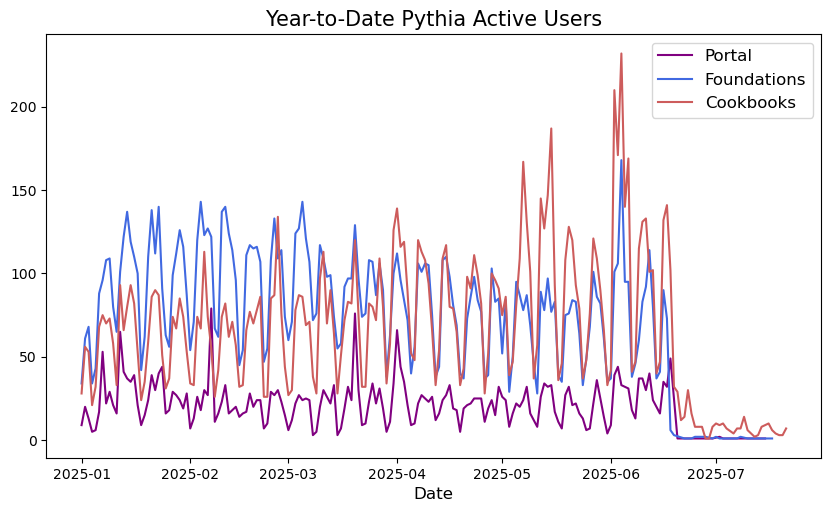 Year-to-Date Pythia Active Users
Portal
Foundations
Cookbooks
200
150
100
50
0
2025-01 2025-02 2025-03 2025-04 2025-05 2025-06 2025-07
Date